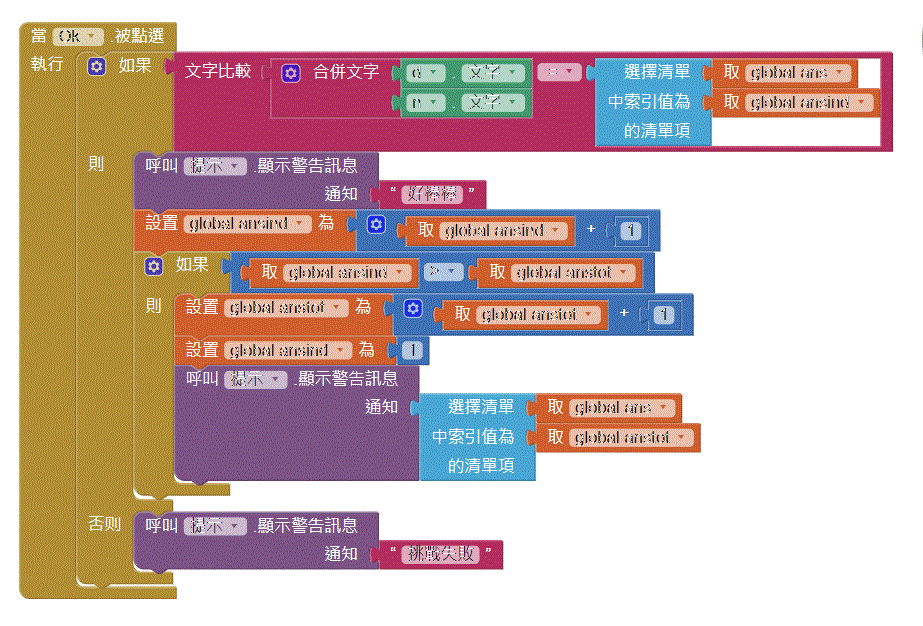 當 Ok .被點選
執行 如果 文字比較 合併文字 d . 文字 = 選擇清單 取 global ans
n . 文字 中索引值為 取 global ansind
的清單項
則 呼叫 提示 .顯示警告訊息
通知 “ 好棒棒 ”
設置 global ansind 為 取 global ansind + 1
如果 取 global ansind > 取 global anstot
則 設置 global anstot 為 取 global anstot + 1
設置 global ansind 為 1
呼叫 提示 .顯示警告訊息
通知 選擇清單 取 global ans
中索引值為 取 global anstot
的清單項
否則 呼叫 提示 .顯示警告訊息
通知 “ 挑戰失敗 ”